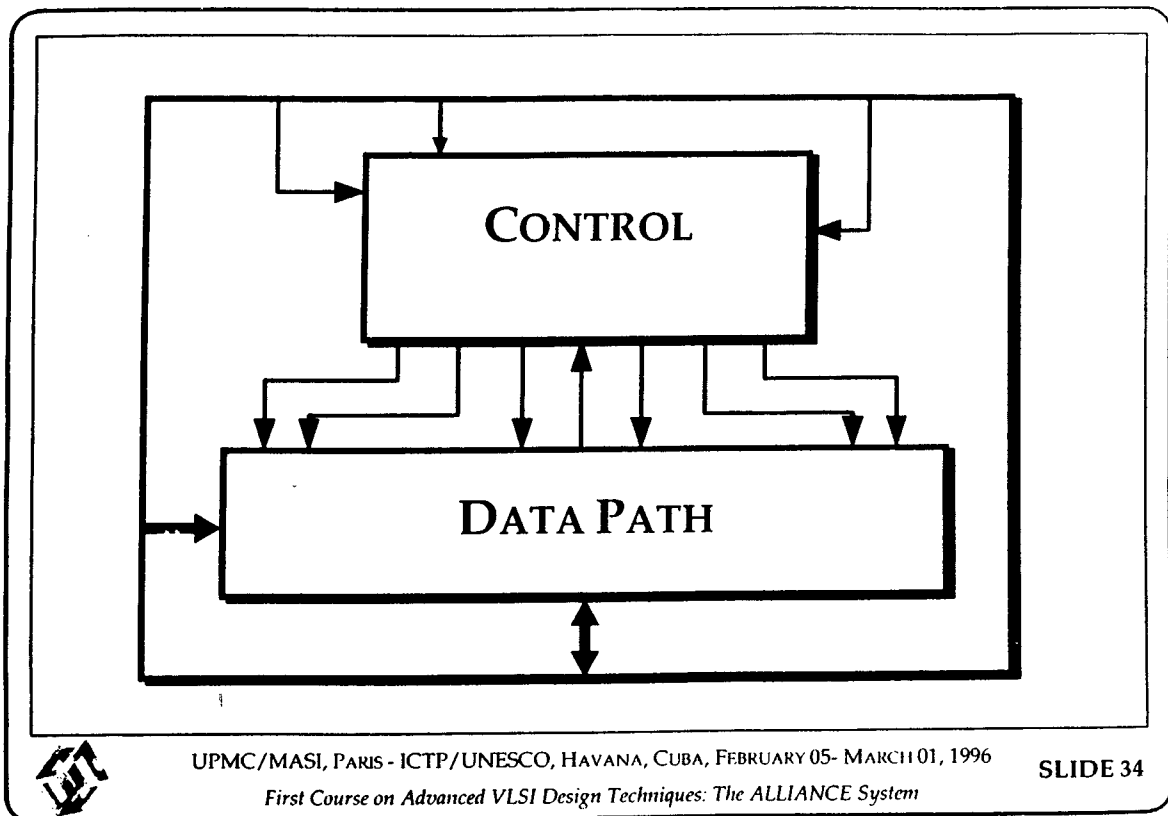 CONTROL
DATA PATH
UPMC/MASI, PARIS - ICTP/UNESCO, HAVANA, CUBA, FEBRUARY 05- MARCH 01, 1996
SLIDE 34
First Course on Advanced VLSI Design Techniques: The ALLIANCE System